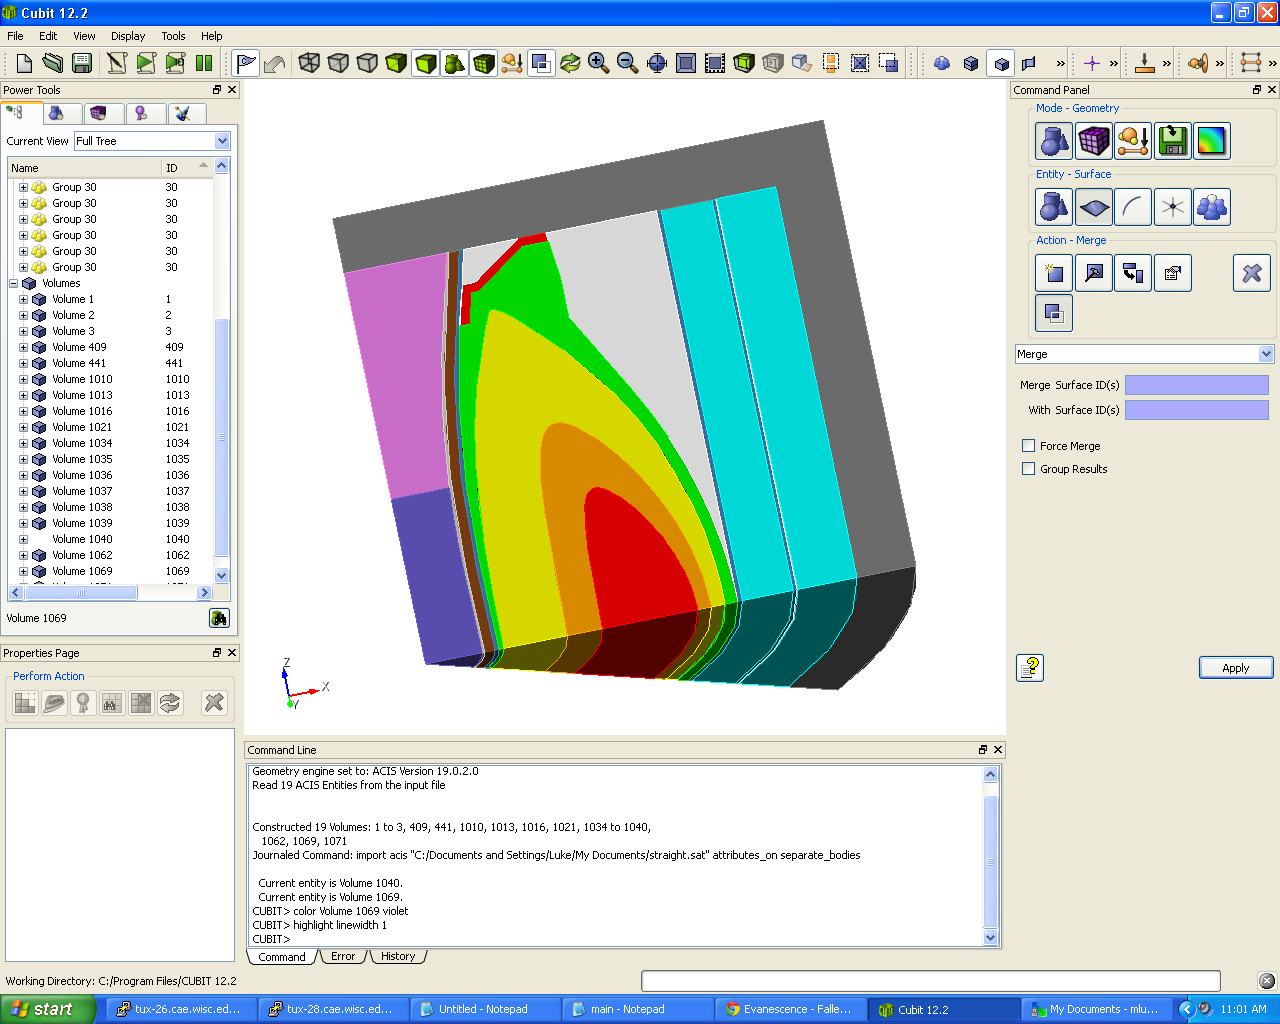 Cubit 12.2
File Edit View Display Tools Help
Power Tools
Current View Full Tree
Name ID
Group 30 30
Group 30 30
Group 30 30
Group 30 30
Group 30 30
Group 30 30
Volumes
Volume 1 1
Volume 2 2
Volume 3 3
Volume 409 409
Volume 441 441
Volume 1010 1010
Volume 1013 1013
Volume 1016 1016
Volume 1021 1021
Volume 1034 1034
Volume 1035 1035
Volume 1036 1036
Volume 1037 1037
Volume 1038 1038
Volume 1039 1039
Volume 1040 1040
Volume 1062 1062
Volume 1069 1069
Volume 1069
Properties Page
Perform Action
Z
X
Y
Command Line
Geometry engine set to: ACIS Version 19.0.2.0
Read 19 ACIS Entities from the input file
Constructed 19 Volumes: 1 to 3, 409, 441, 1010, 1013, 1016, 1021, 1034 to 1040,
1062, 1069, 1071
Journaled Command: import acis "C:/Documents and Settings/Luke/My Documents/straight.sat" attributes_on separate_bodies
Current entity is Volume 1040.
Current entity is Volume 1069.
CUBIT> color Volume 1069 violet
CUBIT> highlight linewidth 1
CUBIT>
Command Error History
Command Panel
Mode - Geometry
Entity - Surface
Action - Merge
Merge
Merge Surface ID(s)
With Surface ID(s)
Force Merge
Group Results
Apply
Working Directory: C:/Program Files/CUBIT 12.2
start
tux-26.cae.wisc.ed...
tux-28.cae.wisc.ed...
Untitled - Notepad
main - Notepad
Evanescence - Falle...
Cubit 12.2
My Documents - mlu...
11:01 AM